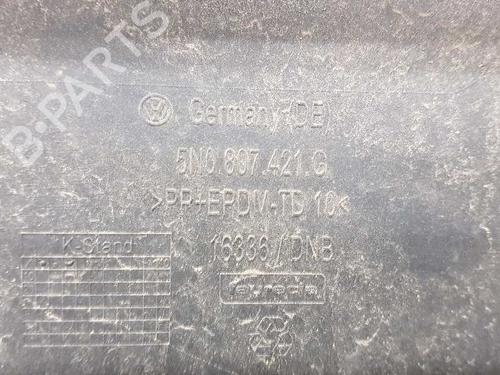 B-PARTS
Germany DE
5N0.807.421.G
>PP+EPDM-TD 10<
16336/DNB
faurecia
K-Stand